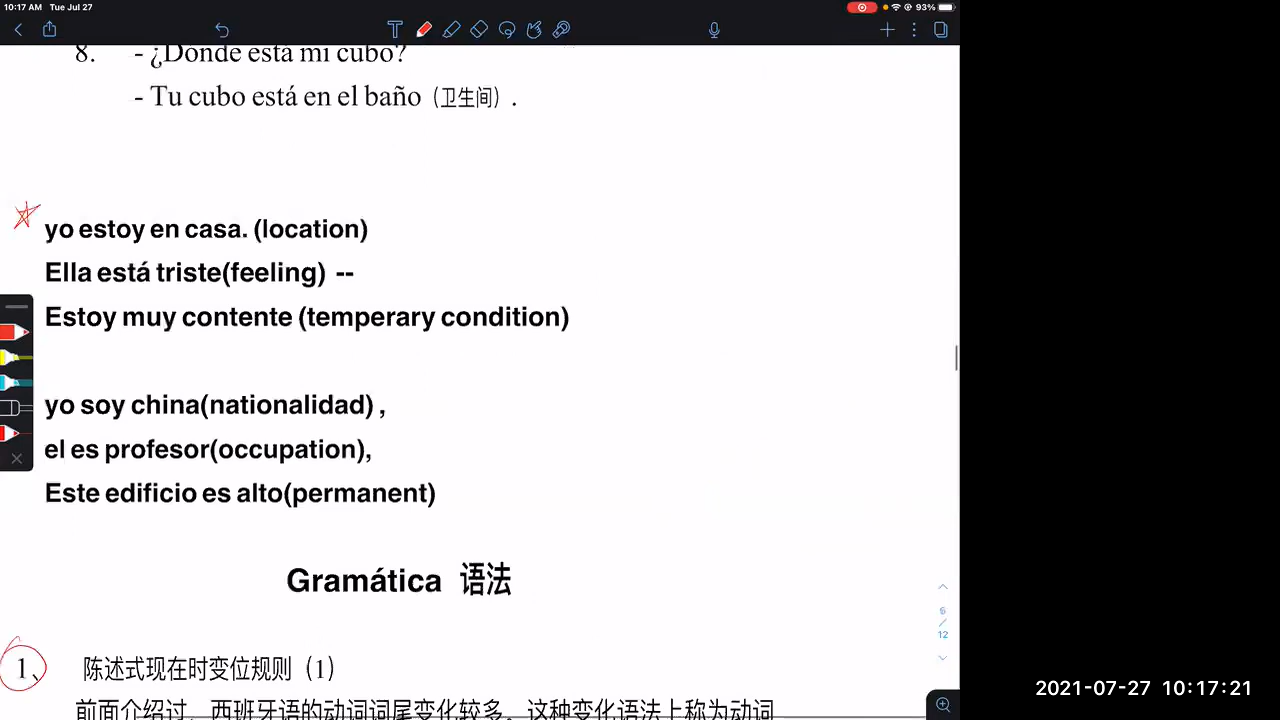 10:17 AM Tue Jul 27
93%
8. - ¿Dónde está mi cubo?
- Tu cubo está en el baño（卫生间）.
yo estoy en casa. (location)
Ella está triste(feeling) --
Estoy muy contente (temperary condition)
yo soy china(nationalidad) ,
el es profesor(occupation),
Este edificio es alto(permanent)
Gramática 语法
1、 陈述式现在时变位规则（1）
前面介绍过，西班牙语的动词词尾变化较多。这种变化语法上称为动词
6
/
12
2021-07-27 10:17:21